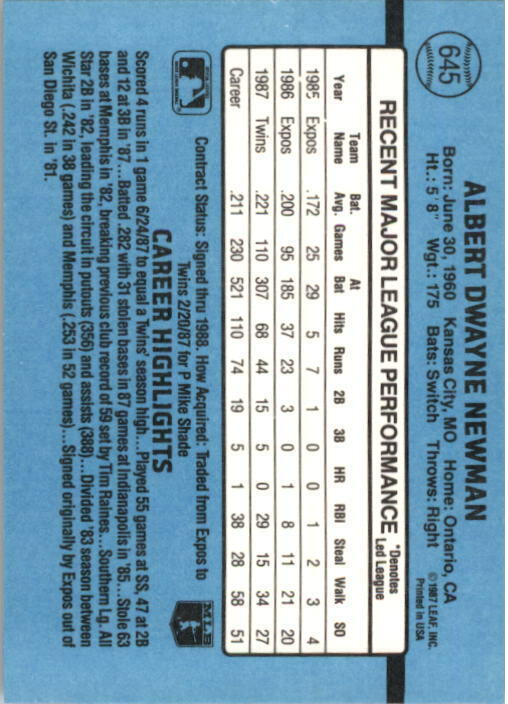 645
ALBERT DWAYNE NEWMAN
Born: June 30, 1960 Kansas City, MO Home: Ontario, CA
Ht.: 5' 8" Wgt.: 175 Bats: Switch Throws: Right
©1987 LEAF, INC.
Printed in USA
RECENT MAJOR LEAGUE PERFORMANCE *Denotes Led League
Year Team Name Bat. Avg. Games At Bat Hits Runs 2B 3B HR RBI Steal Walk SO
1985 Expos .172 25 29 5 7 1 0 0 1 2 3 4
1986 Expos .200 95 185 37 23 3 0 1 8 11 21 20
1987 Twins .221 110 307 68 44 15 5 0 29 15 34 27
Career .211 230 521 110 74 19 5 1 38 28 58 51
Contract Status: Signed thru 1988. How Acquired: Traded from Expos to
Twins 2/20/87 for P Mike Shade
MLB
CAREER HIGHLIGHTS
Scored 4 runs in 1 game 6/24/87 to equal a Twins' season high...Played 55 games at SS, 47 at 2B
and 12 at 3B in '87...Batted .282 with 31 stolen bases in 87 games at Indianapolis in '85...Stole 63
bases at Memphis in '82, breaking previous club record of 59 set by Tim Raines...Southern Lg. All
Star 2B in '82, leading the circuit in putouts (356) and assists (388)...Divided '83 season between
Wichita (.242 in 38 games) and Memphis (.253 in 52 games)...Signed originally by Expos out of
San Diego St. in '81.